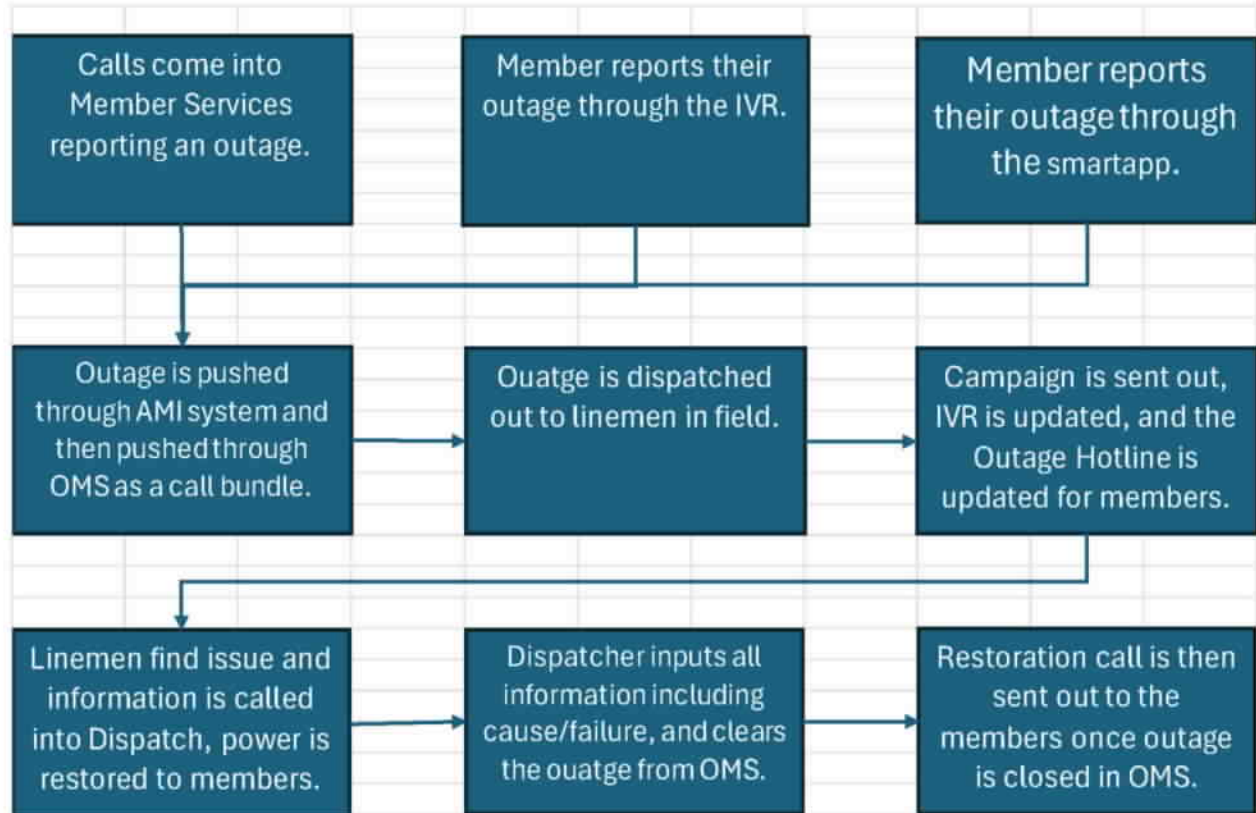 Calls come into
Member Services
reporting an outage.
Member reports their
outage through the IVR.
Member reports
their outage through
the smartapp.
Outage is pushed
through AMI system and
then pushed through
OMS as a call bundle.
Ouatge is dispatched
out to linemen in field.
Campaign is sent out,
IVR is updated, and the
Outage Hotline is
updated for members.
Linemen find issue and
information is called
into Dispatch, power is
restored to members.
Dispatcher inputs all
information including
cause/failure, and clears
the ouatge from OMS.
Restoration call is then
sent out to the
members once outage
is closed in OMS.